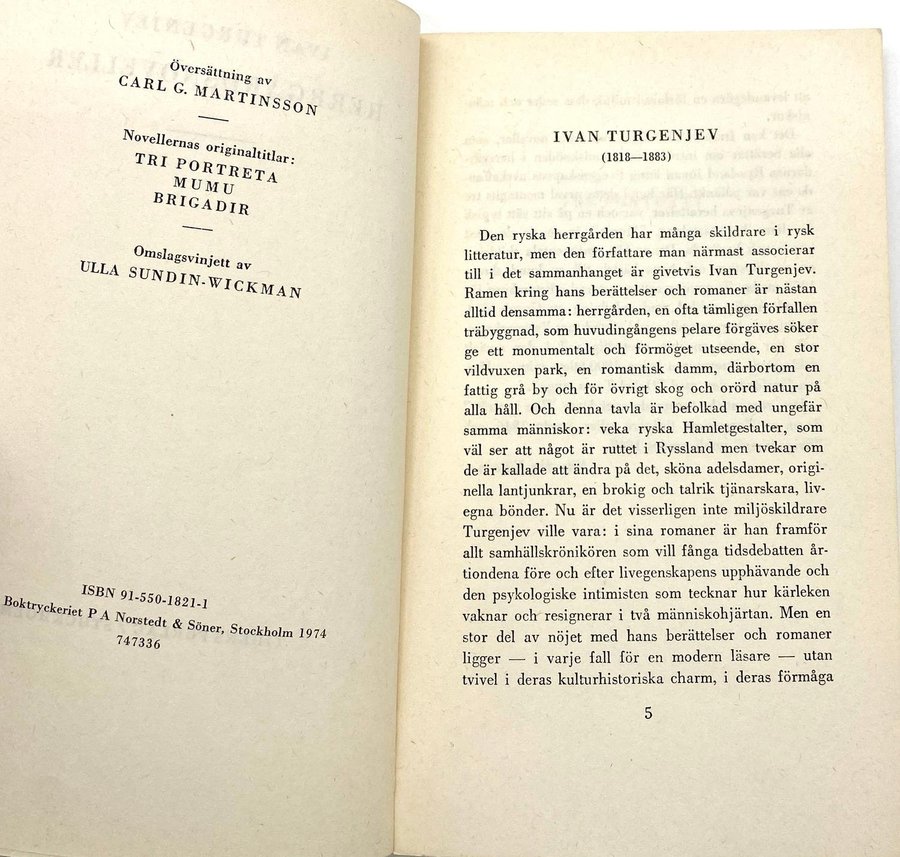 Översättning av
CARL G. MARTINSSON
Novellernas originaltitlar:
TRI PORTRETA
MUMU
BRIGADIR
Omslagsvinjett av
ULLA SUNDIN-WICKMAN
ISBN 91-550-1821-1
Boktryckeriet P A Norstedt & Söner, Stockholm 1974
747336
IVAN TURGENJEV
(1818—1883)
Den ryska herrgården har många skildrare i rysk
litteratur, men den författare man närmast associerar
till i det sammanhanget är givetvis Ivan Turgenjev.
Ramen kring hans berättelser och romaner är nästan
alltid densamma: herrgården, en ofta tämligen förfallen
träbyggnad, som huvudingångens pelare förgäves söker
ge ett monumentalt och förmöget utseende, en stor
vildvuxen park, en romantisk damm, därbortom en
fattig grå by och för övrigt skog och orörd natur på
alla håll. Och denna tavla är befolkad med ungefär
samma människor: veka ryska Hamletgestalter, som
väl ser att något är ruttet i Ryssland men tvekar om
de är kallade att ändra på det, sköna adelsdamer, origi-
nella lantjunkrar, en brokig och talrik tjänarskara, liv-
egna bönder. Nu är det visserligen inte miljöskildrare
Turgenjev ville vara: i sina romaner är han framför
allt samhällskrönikören som vill fånga tidsdebatten år-
tiondena före och efter livegenskapens upphävande och
den psykologiske intimisten som tecknar hur kärleken
vaknar och resignerar i två människohjärtan. Men en
stor del av nöjet med hans berättelser och romaner
ligger — i varje fall för en modern läsare — utan
tvivel i deras kulturhistoriska charm, i deras förmåga
5